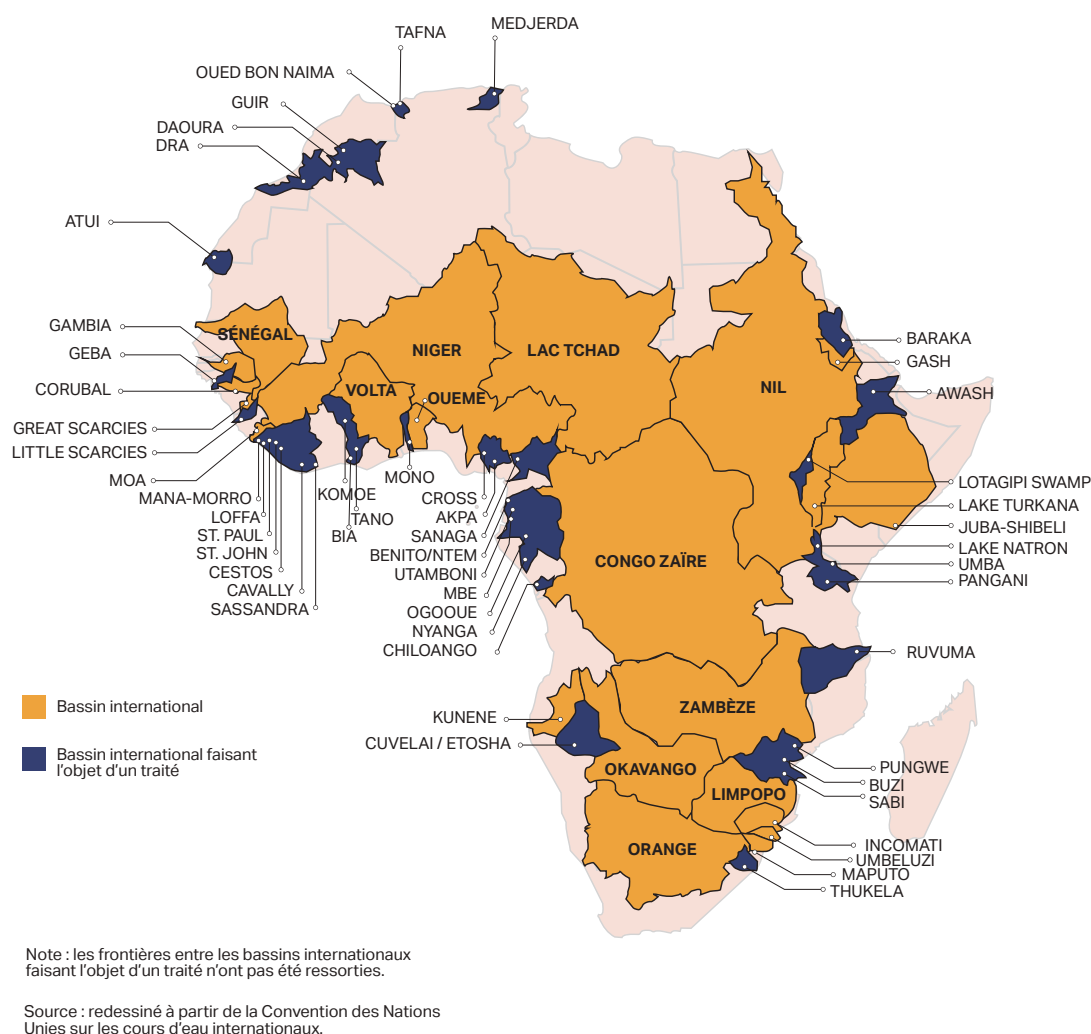 MEDJERDA
TAFNA
OUED BON NAIMA
GUIR
DAOURA
DRA
ATUI
GAMBIA
SÉNÉGAL
GEBA
CORUBAL
GREAT SCARCIES
LITTLE SCARCIES
MOA
MANA-MORRO
LOFFA
ST. PAUL
ST. JOHN
CESTOS
CAVALLY
SASSANDRA
NIGER
LAC TCHAD
VOLTA
OUEME
NIL
KOMOE
BIA
TANO
MONO
CROSS
AKPA
SANAGA
BENITO/NTEM
UTAMBONI
MBE
OGOOUE
NYANGA
CHILOANGO
CONGO ZAÏRE
BARAKA
GASH
AWASH
LOTAGIPI SWAMP
LAKE TURKANA
JUBA-SHIBELI
LAKE NATRON
UMBA
PANGANI
RUVUMA
ZAMBÈZE
KUNENE
CUVELAI / ETOSHA
OKAVANGO
LIMPOPO
ORANGE
PUNGWE
BUZI
SABI
INCOMATI
UMBELUZI
MAPUTO
THUKELA
Bassin international
Bassin international faisant
l'objet d'un traité
Note : les frontières entre les bassins internationaux
faisant l'objet d'un traité n'ont pas été ressorties.
Source : redessiné à partir de la Convention des Nations
Unies sur les cours d'eau internationaux.